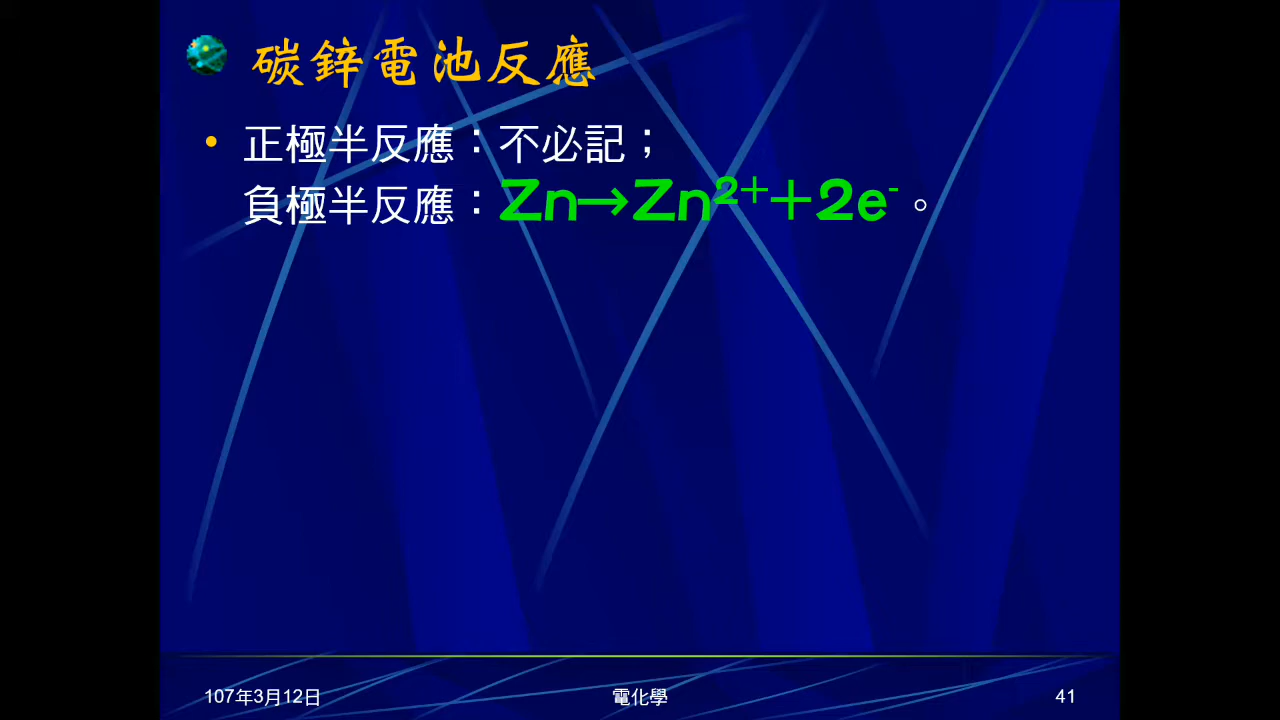 碳鋅電池反應
• 正極半反應：不必記；
負極半反應：Zn→Zn²⁺＋2e⁻。
107年3月12日
電化學
41